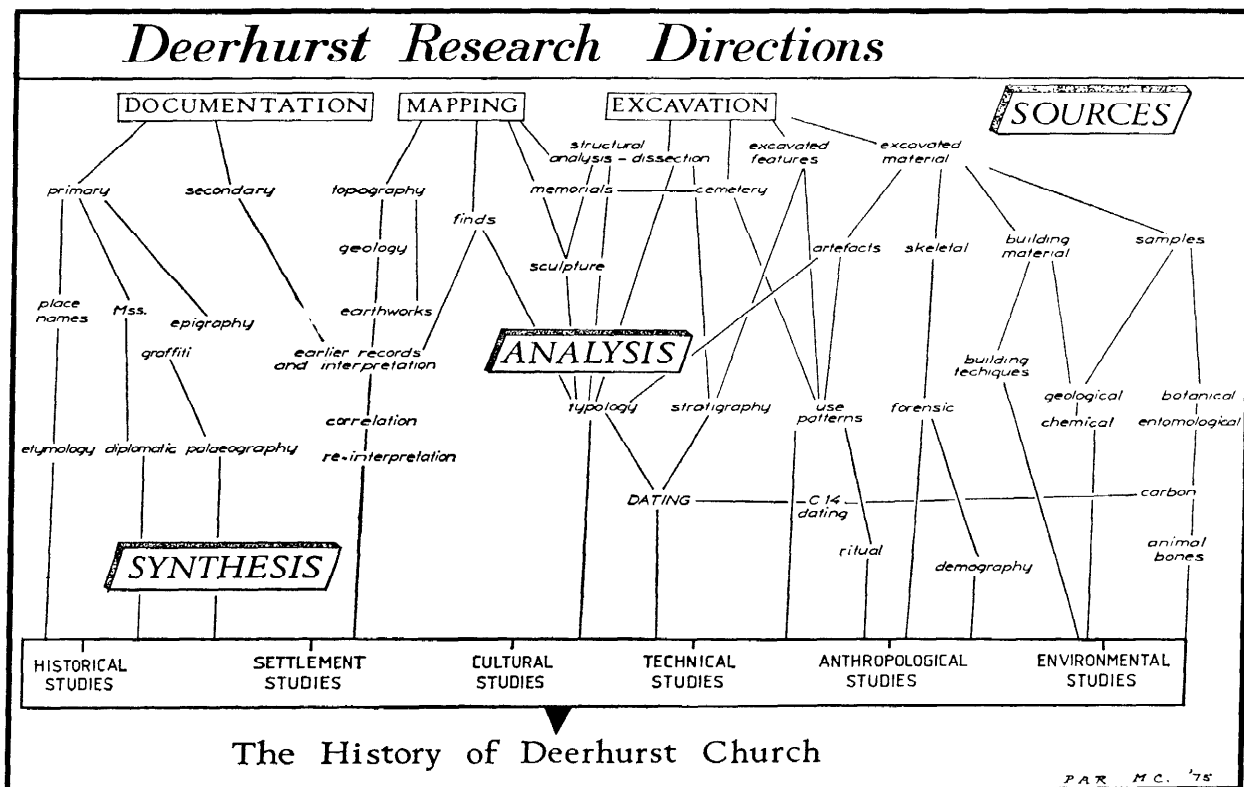 Deerhurst Research Directions
DOCUMENTATION
MAPPING
EXCAVATION
SOURCES
structural
analysis – dissection
excavated
features
excavated
material
primary
secondary
topography
memorials
cemetery
finds
geology
sculpture
artefacts
skeletal
building
material
samples
place
names
Mss.
epigraphy
earthworks
graffiti
earlier records
and interpretation
ANALYSIS
building
techiques
typology
stratigraphy
use
patterns
forensic
geological
chemical
botanical
entomological
correlation
etymology
diplomatic
palaeography
re-interpretation
DATING
C 14
dating
carbon
SYNTHESIS
ritual
demography
animal
bones
HISTORICAL
STUDIES
SETTLEMENT
STUDIES
CULTURAL
STUDIES
TECHNICAL
STUDIES
ANTHROPOLOGICAL
STUDIES
ENVIRONMENTAL
STUDIES
The History of Deerhurst Church
PAR MC. '75